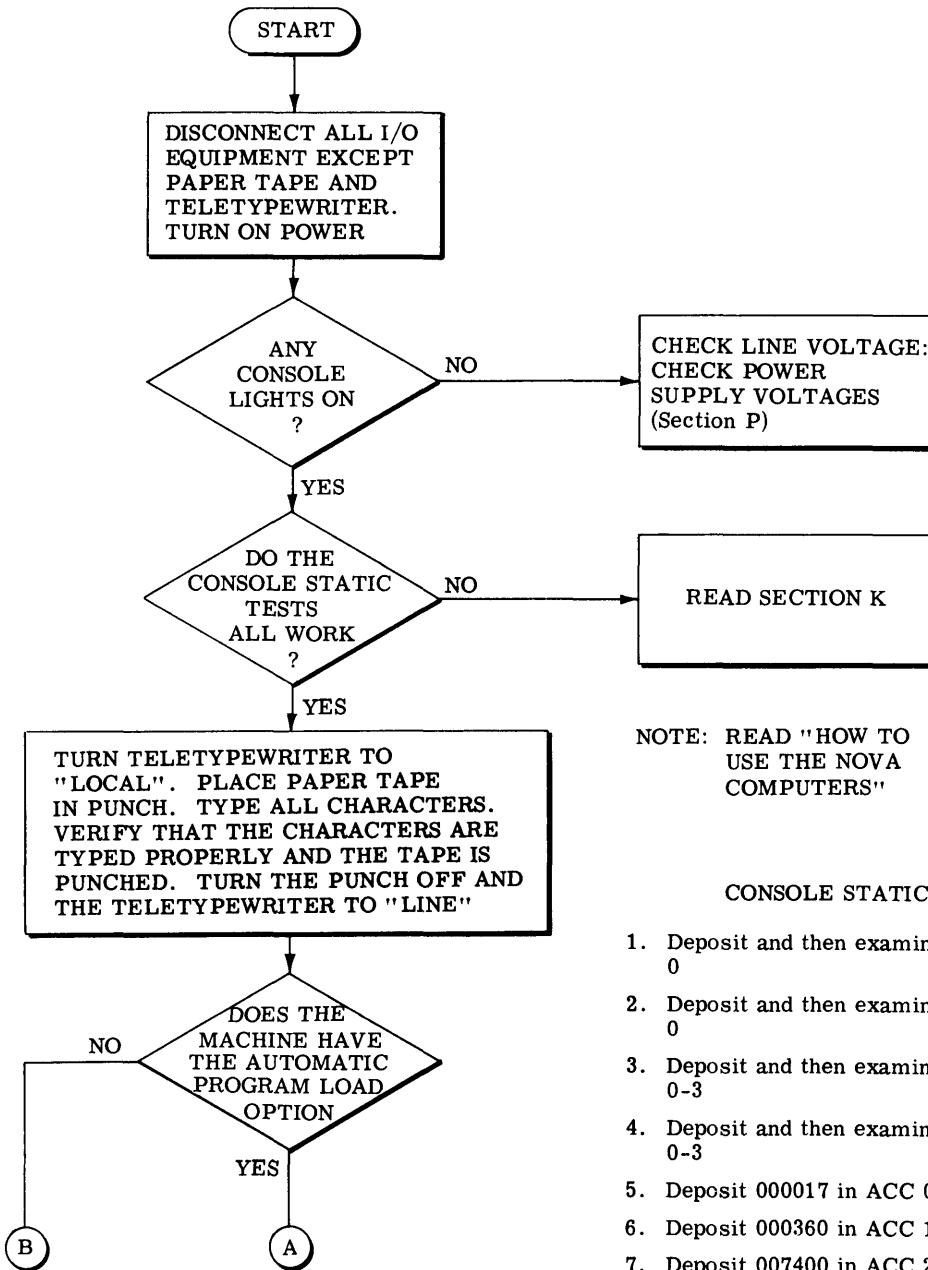 START
DISCONNECT ALL I/O
EQUIPMENT EXCEPT
PAPER TAPE AND
TELETYPEWRITER.
TURN ON POWER
ANY
CONSOLE
LIGHTS ON
?
NO
CHECK LINE VOLTAGE:
CHECK POWER
SUPPLY VOLTAGES
(Section P)
YES
DO THE
CONSOLE STATIC
TESTS
ALL WORK
?
NO
READ SECTION K
YES
TURN TELETYPEWRITER TO
"LOCAL". PLACE PAPER TAPE
IN PUNCH. TYPE ALL CHARACTERS.
VERIFY THAT THE CHARACTERS ARE
TYPED PROPERLY AND THE TAPE IS
PUNCHED. TURN THE PUNCH OFF AND
THE TELETYPEWRITER TO "LINE"
NOTE: READ "HOW TO
USE THE NOVA
COMPUTERS"
DOES THE
MACHINE HAVE
THE AUTOMATIC
PROGRAM LOAD
OPTION
NO
YES
B
A
CONSOLE STATIC
1. Deposit and then examin
0
2. Deposit and then examin
0
3. Deposit and then examin
0-3
4. Deposit and then examin
0-3
5. Deposit 000017 in ACC 0
6. Deposit 000360 in ACC 1
7. Deposit 007400 in ACC 2